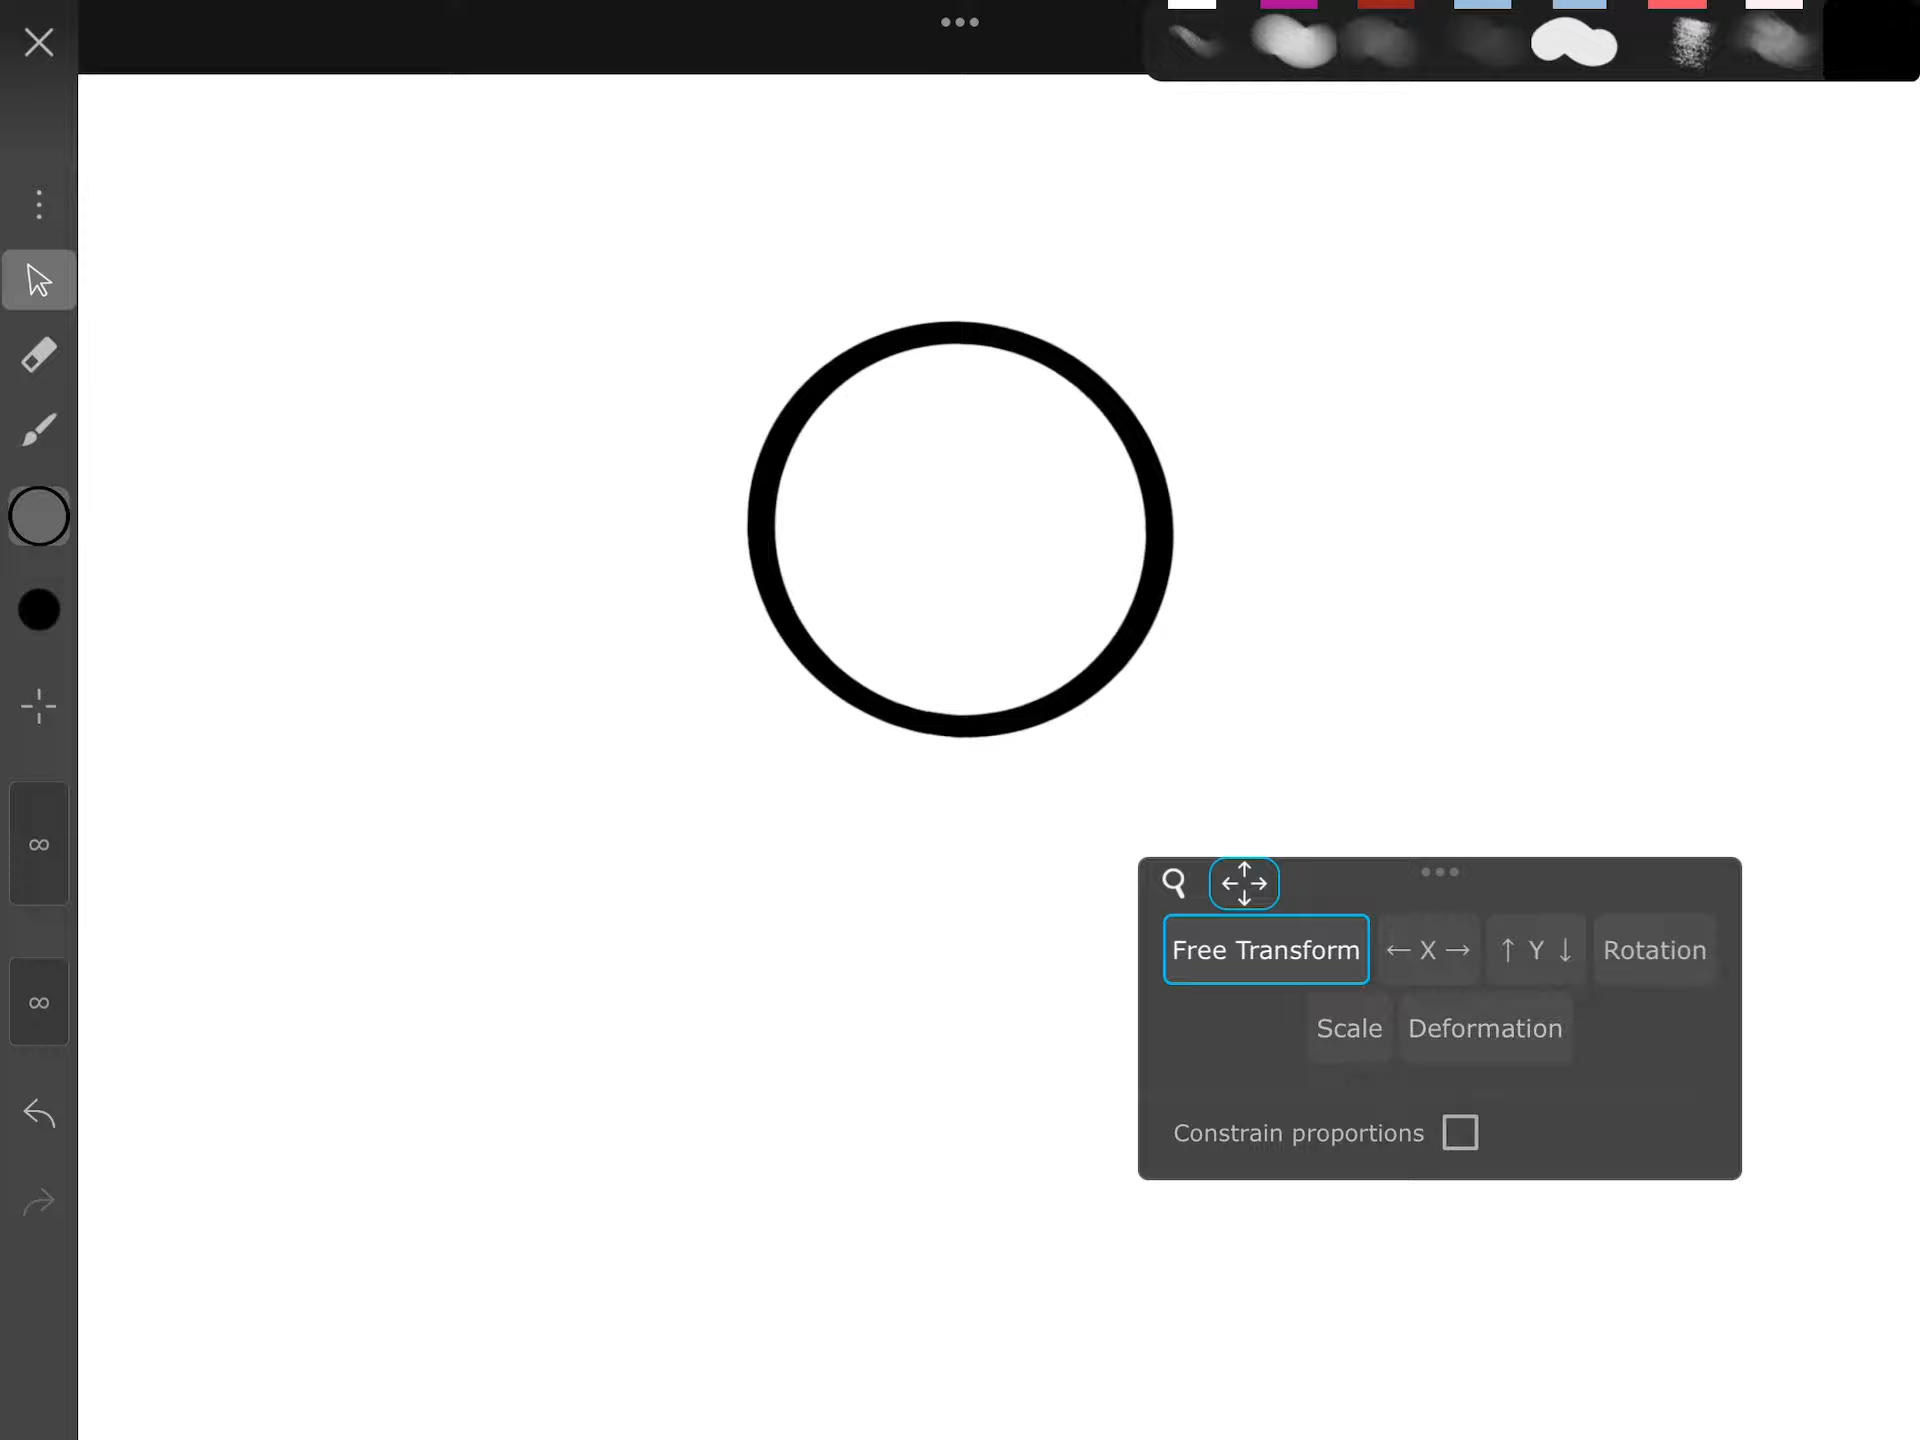 ∞
∞
Free Transform ← X → ↑ Y ↓ Rotation
Scale Deformation
Constrain proportions